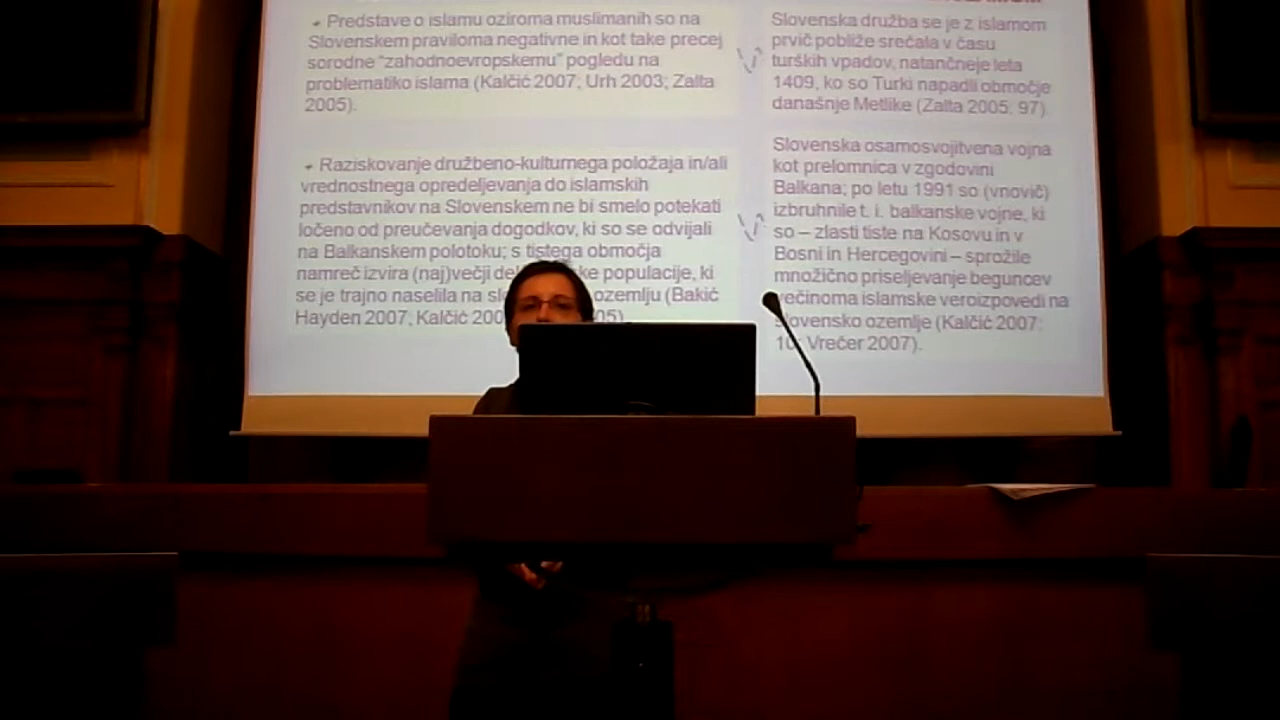 Predstave o islamu oziroma muslimanih so na
Slovenskem praviloma negativne in kot take precej
sorodne "zahodnoevropskemu" pogledu na
problematiko islama (Kalčić 2007; Urh 2003; Zalta
2005).
Raziskovanje družbeno-kulturnega položaja in/ali
vrednostnega opredeljevanja do islamskih
predstavnikov na Slovenskem ne bi smelo potekati
ločeno od preučevanja dogodkov, ki so se odvijali
na Balkanskem polotoku; s tistega območja
namreč izvira (naj)večji populacije, ki
se je trajno naselila na ozemlju (Bakić
Hayden 2007, Kalčić
Slovenska družba se je z islamom
prvič pobliže srečala v času
turških vpadov, natančneje leta
1409, ko so Turki napadli območje
današnje Metlike (Zalta 2005: 97).
Slovenska osamosvojitvena vojna
kot prelomnica v zgodovini
Balkana; po letu 1991 so (vnovič)
izbruhnile t. i. balkanske vojne, ki
so – zlasti tiste na Kosovu in v
Bosni in Hercegovini – sprožile
množično priseljevanje beguncev
večinoma islamske veroizpovedi na
slovensko ozemlje (Kalčić 2007:
10; Vrečer 2007).